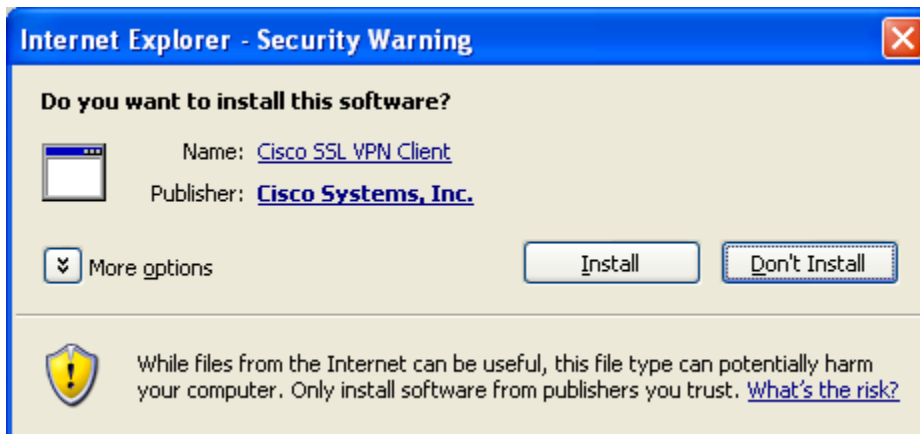 Internet Explorer - Security Warning
Do you want to install this software?
Name: Cisco SSL VPN Client
Publisher: Cisco Systems, Inc.
More options Install Don't Install
While files from the Internet can be useful, this file type can potentially harm
your computer. Only install software from publishers you trust. What's the risk?